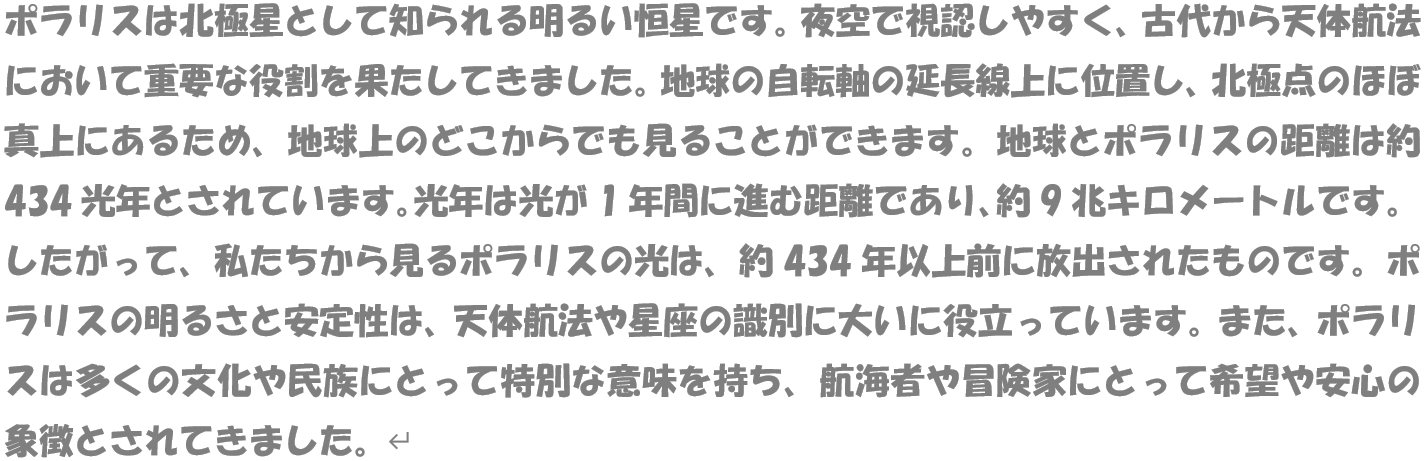 ポラリスは北極星として知られる明るい恒星です。夜空で視認しやすく、古代から天体航法
において重要な役割を果たしてきました。地球の自転軸の延長線上に位置し、北極点のほぼ
真上にあるため、地球上のどこからでも見ることができます。地球とポラリスの距離は約
434 光年とされています。光年は光が 1 年間に進む距離であり、約 9 兆キロメートルです。
したがって、私たちから見るポラリスの光は、約 434 年以上前に放出されたものです。ポ
ラリスの明るさと安定性は、天体航法や星座の識別に大いに役立っています。また、ポラリ
スは多くの文化や民族にとって特別な意味を持ち、航海者や冒険家にとって希望や安心の
象徴とされてきました。↵